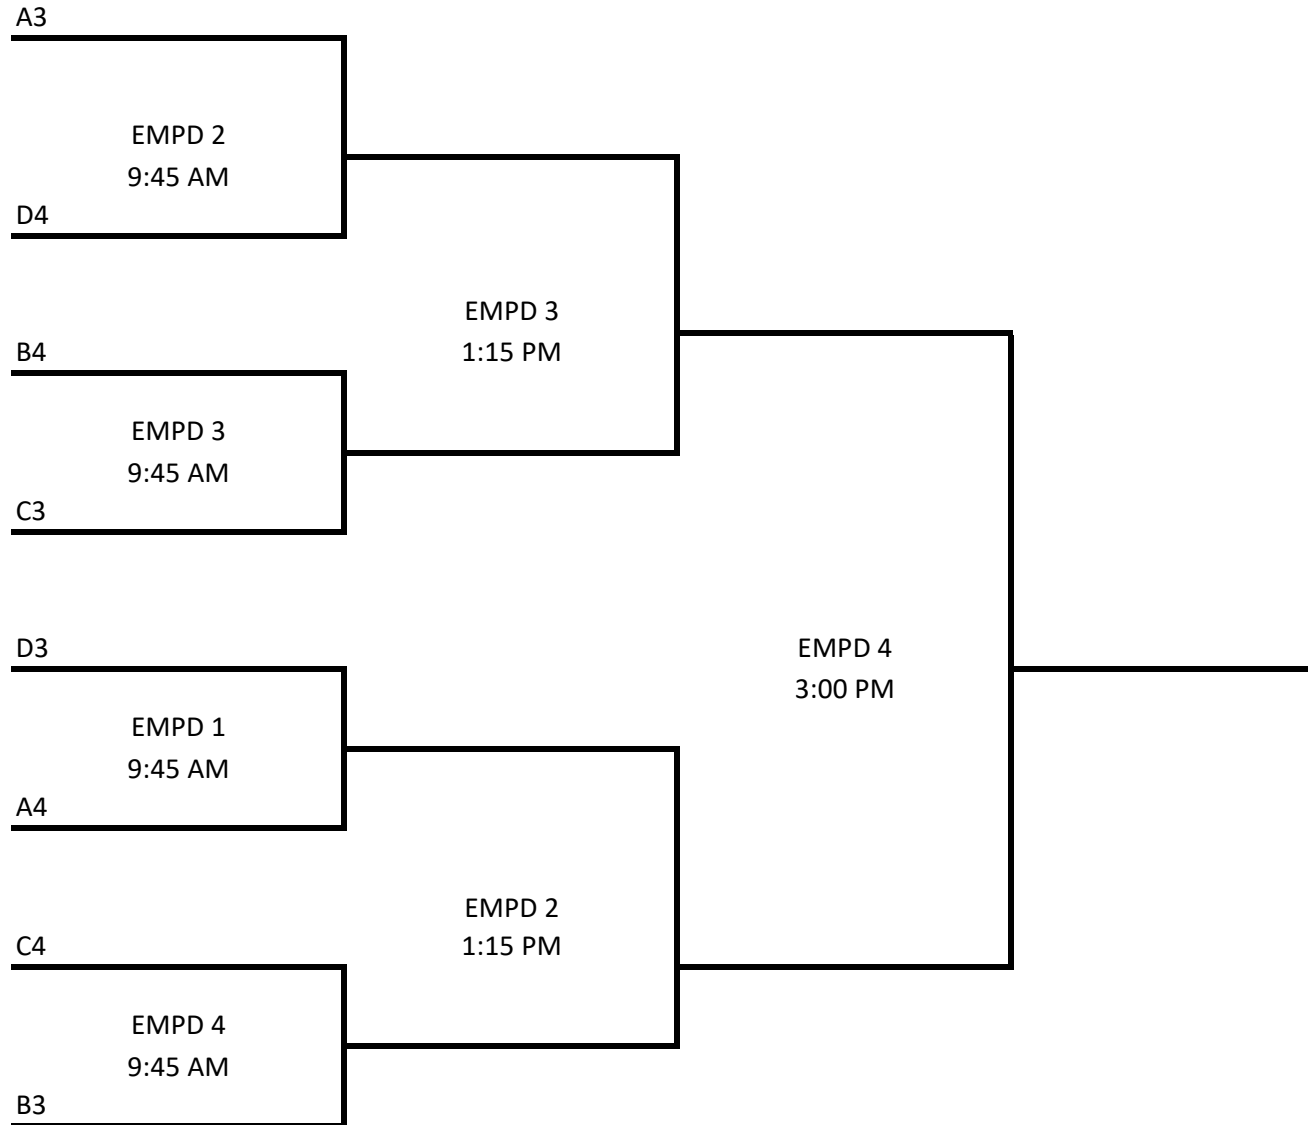 A3
EMPD 2
9:45 AM
D4
EMPD 3
1:15 PM
B4
EMPD 3
9:45 AM
C3
D3
EMPD 4
3:00 PM
EMPD 1
9:45 AM
A4
EMPD 2
1:15 PM
C4
EMPD 4
9:45 AM
B3